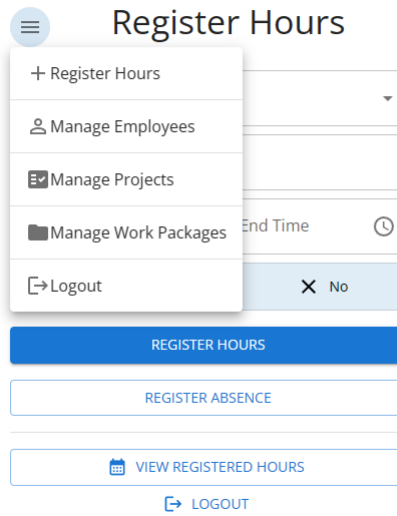 Register Hours
Register Hours
Manage Employees
Manage Projects
Manage Work Packages
End Time
Logout
No
REGISTER HOURS
REGISTER ABSENCE
VIEW REGISTERED HOURS
LOGOUT